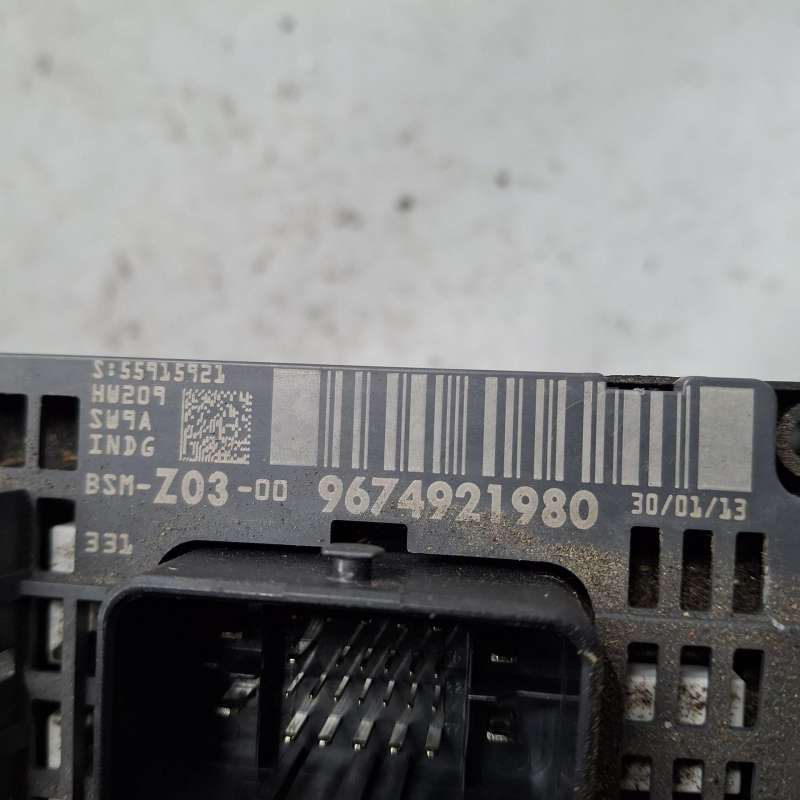 S:55915921
HW209
SW9A
INDG
BSM-Z03-00 9674921980 30/01/13
331